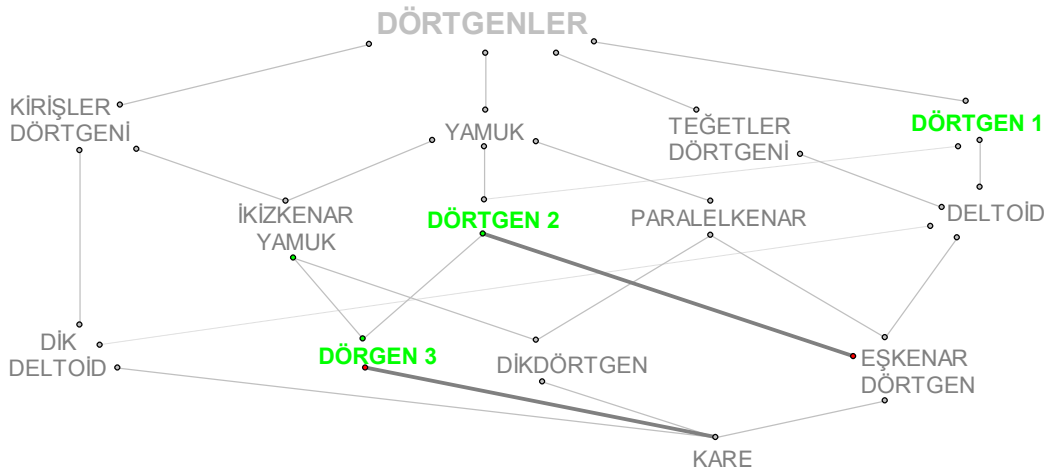 DÖRTGENLER
KİRİŞLER
DÖRTGENİ
YAMUK
TEĞETLER
DÖRTGENİ
DÖRTGEN 1
İKİZKENAR
YAMUK
DÖRTGEN 2
PARALELKENAR
DELTOİD
DİK
DELTOİD
DÖRGEN 3
DİKDÖRTGEN
EŞKENAR
DÖRTGEN
KARE